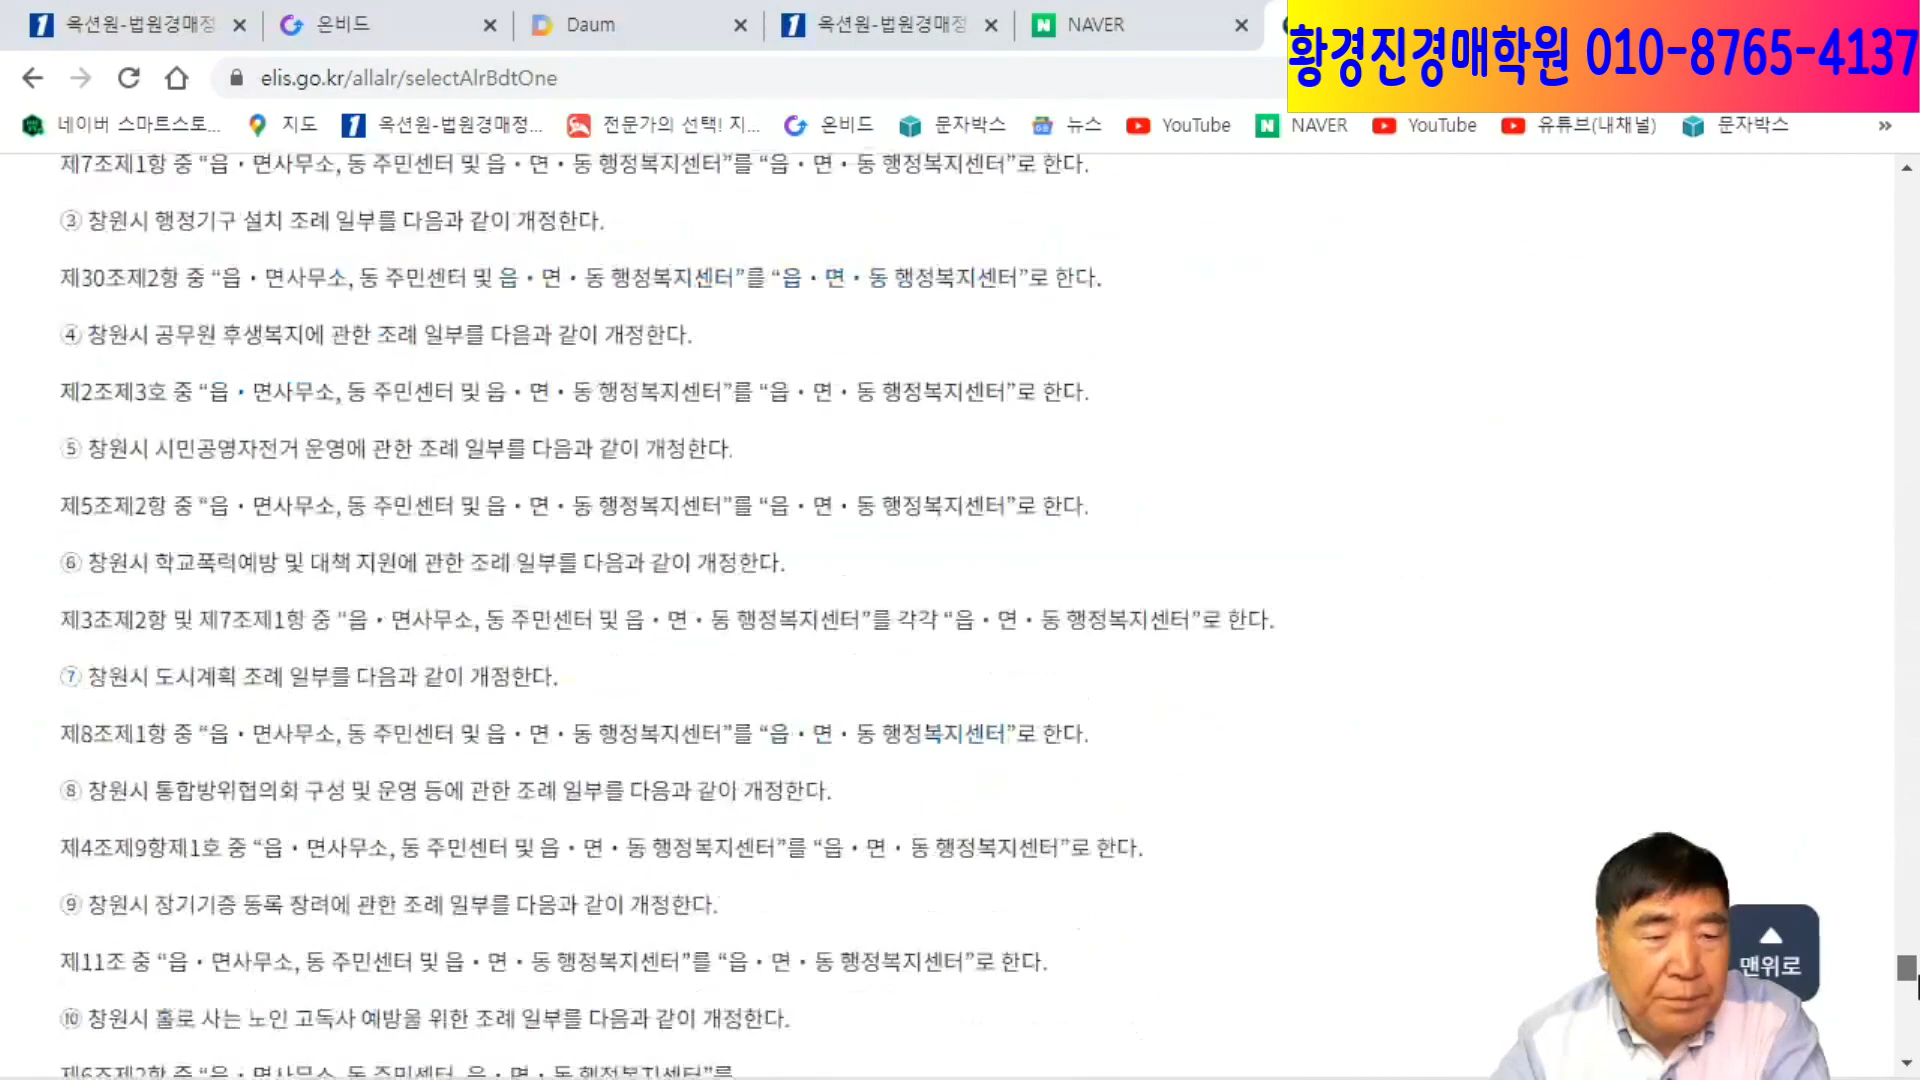 옥션원-법원경매정
온비드
Daum
옥션원-법원경매정
NAVER
황경진경매학원 010-8765-4137
elis.go.kr/allalr/selectAlrBdtOne
네이버 스마트스토...
지도
옥션원-법원경매정...
전문가의 선택! 지...
온비드
문자박스
뉴스
YouTube
NAVER
YouTube
유튜브(내채널)
문자박스
»
제7조제1항 중 “읍・면사무소, 동 주민센터 및 읍・면・동 행정복지센터”를 “읍・면・동 행정복지센터”로 한다.
③ 창원시 행정기구 설치 조례 일부를 다음과 같이 개정한다.
제30조제2항 중 “읍・면사무소, 동 주민센터 및 읍・면・동 행정복지센터”를 “읍・면・동 행정복지센터”로 한다.
④ 창원시 공무원 후생복지에 관한 조례 일부를 다음과 같이 개정한다.
제2조제3호 중 “읍・면사무소, 동 주민센터 및 읍・면・동 행정복지센터”를 “읍・면・동 행정복지센터”로 한다.
⑤ 창원시 시민공영자전거 운영에 관한 조례 일부를 다음과 같이 개정한다.
제5조제2항 중 “읍・면사무소, 동 주민센터 및 읍・면・동 행정복지센터”를 “읍・면・동 행정복지센터”로 한다.
⑥ 창원시 학교폭력예방 및 대책 지원에 관한 조례 일부를 다음과 같이 개정한다.
제3조제2항 및 제7조제1항 중 “읍・면사무소, 동 주민센터 및 읍・면・동 행정복지센터”를 각각 “읍・면・동 행정복지센터”로 한다.
⑦ 창원시 도시계획 조례 일부를 다음과 같이 개정한다.
제8조제1항 중 “읍・면사무소, 동 주민센터 및 읍・면・동 행정복지센터”를 “읍・면・동 행정복지센터”로 한다.
⑧ 창원시 통합방위협의회 구성 및 운영 등에 관한 조례 일부를 다음과 같이 개정한다.
제4조제9항제1호 중 “읍・면사무소, 동 주민센터 및 읍・면・동 행정복지센터”를 “읍・면・동 행정복지센터”로 한다.
⑨ 창원시 장기기증 등록 장려에 관한 조례 일부를 다음과 같이 개정한다.
제11조 중 “읍・면사무소, 동 주민센터 및 읍・면・동 행정복지센터”를 “읍・면・동 행정복지센터”로 한다.
맨위로
⑩ 창원시 홀로 사는 노인 고독사 예방을 위한 조례 일부를 다음과 같이 개정한다.
제6조제2항 중 “읍・면사무소, 동 주민센터, 읍・면・동 행정복지센터”를